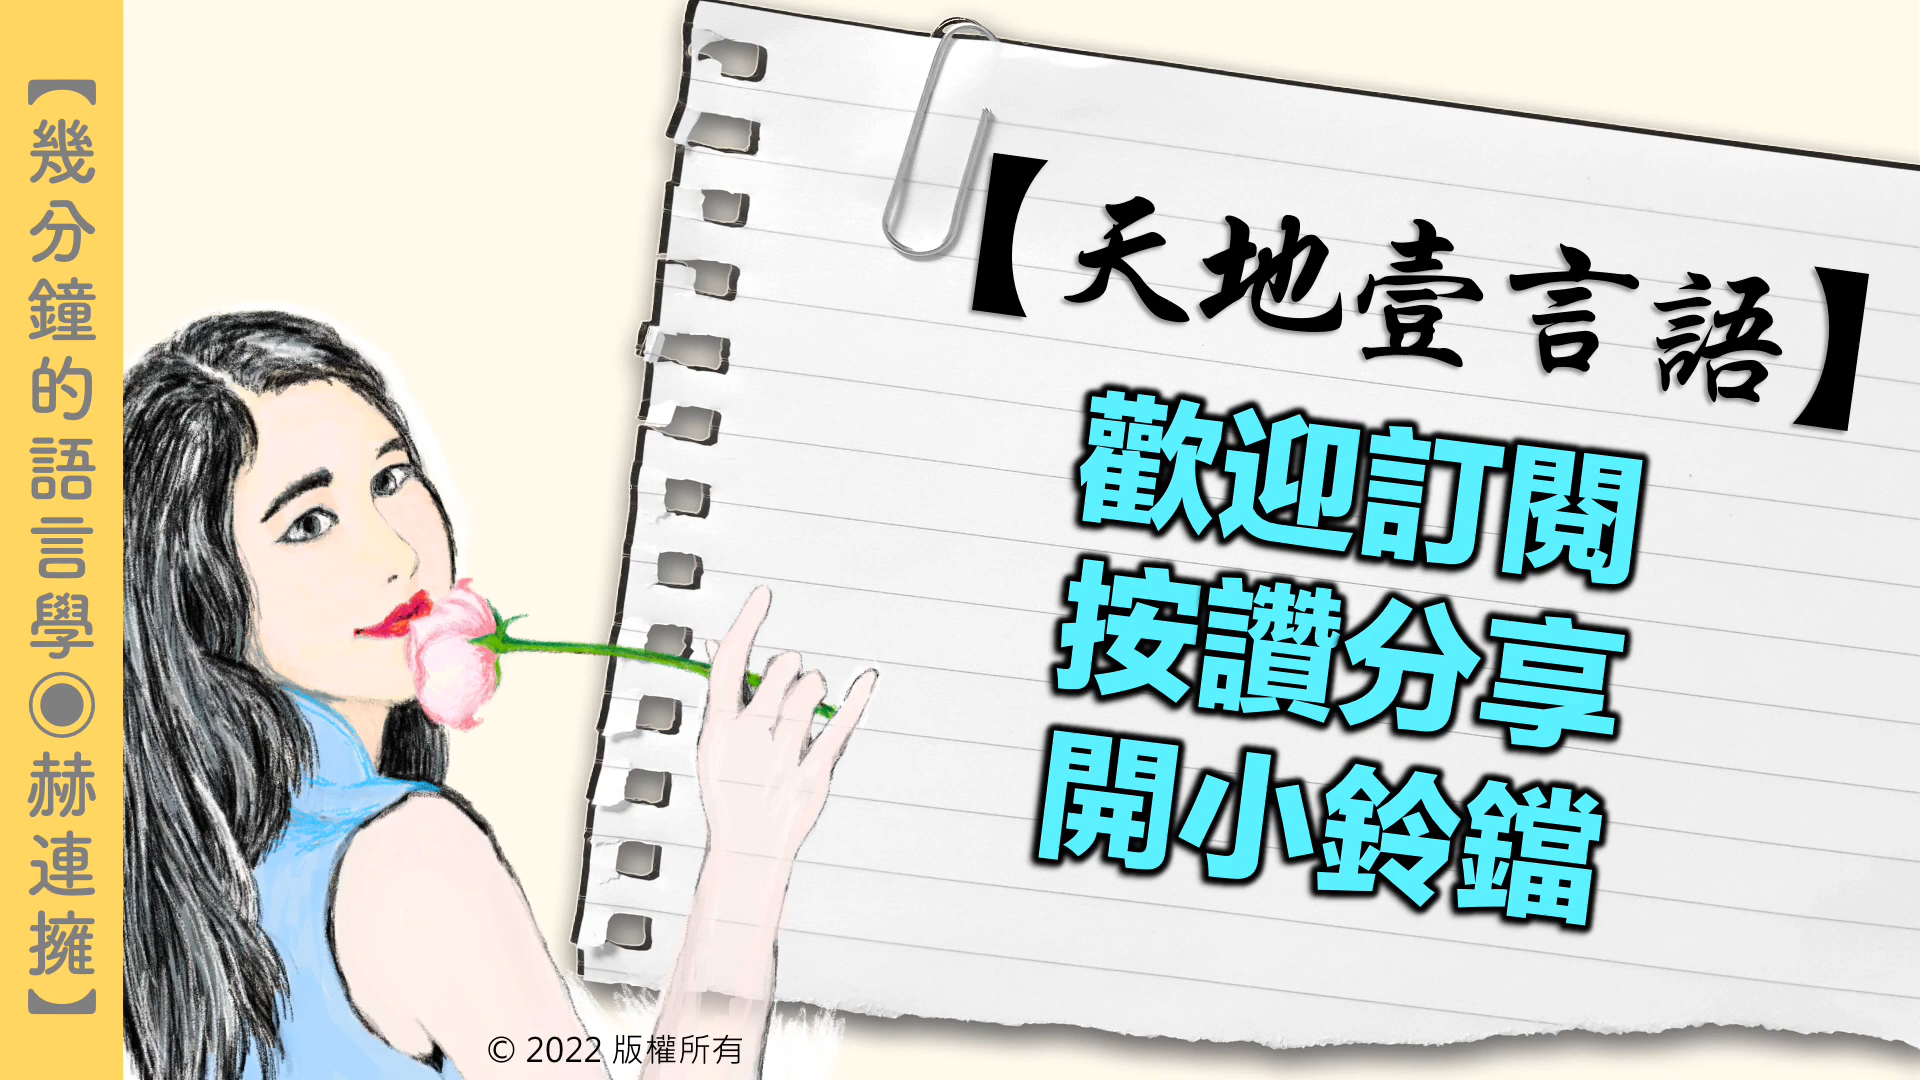 【幾分鐘的語言學◉赫連擁】
【天地壹言語】
歡迎訂閱
按讚分享
開小鈴鐺
© 2022 版權所有